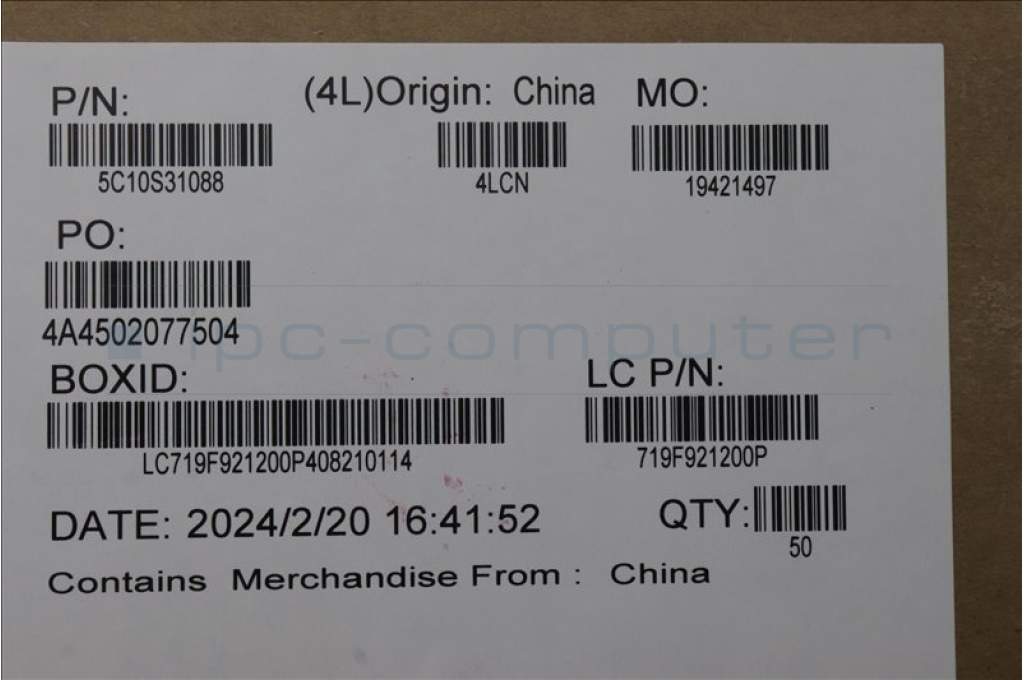 P/N: (4L)Origin: China MO:
5C10S31088 4LCN 19421497
PO:
4A4502077504
ipc-computer
BOXID: LC P/N:
LC719F921200P408210114 719F921200P
DATE: 2024/2/20 16:41:52 QTY:
50
Contains Merchandise From : China